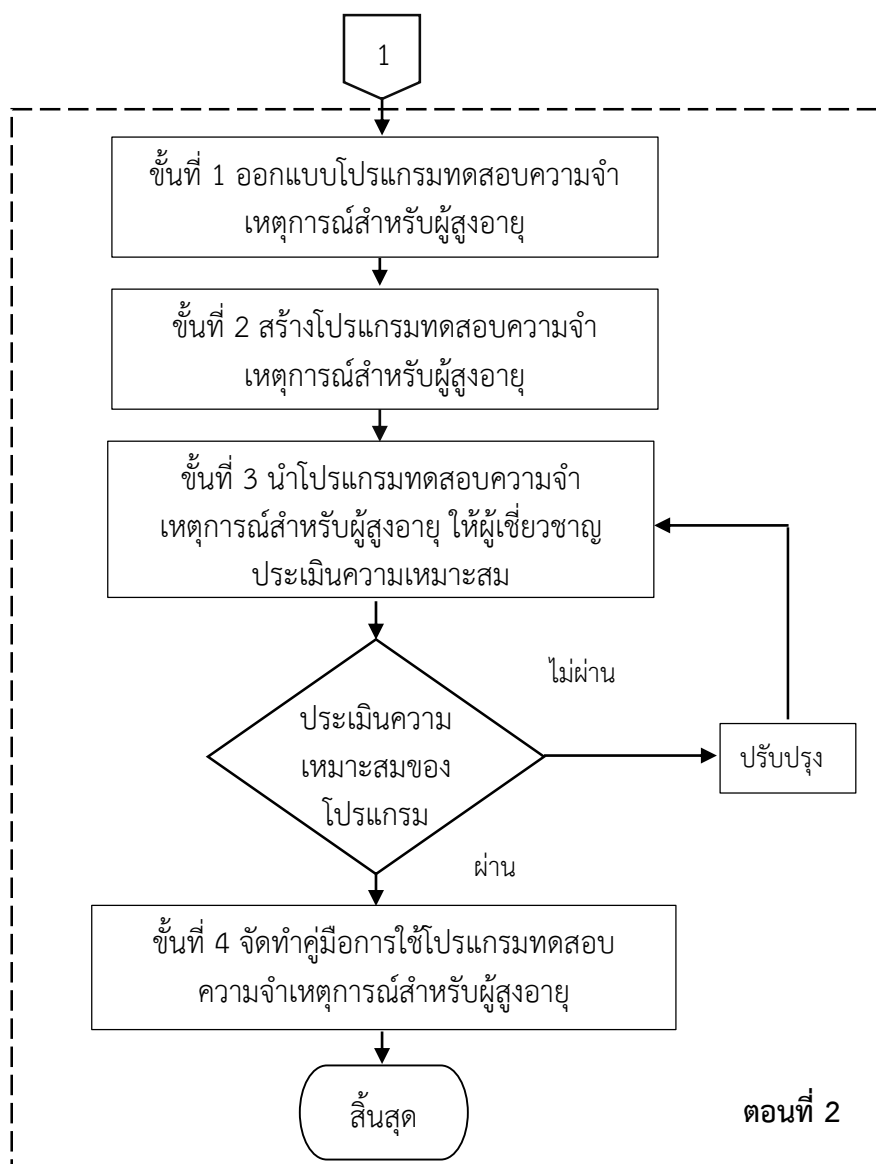 1
ขั้นที่ 1 ออกแบบโปรแกรมทดสอบความจำ
เหตุการณ์สำหรับผู้สูงอายุ
ขั้นที่ 2 สร้างโปรแกรมทดสอบความจำ
เหตุการณ์สำหรับผู้สูงอายุ
ขั้นที่ 3 นำโปรแกรมทดสอบความจำ
เหตุการณ์สำหรับผู้สูงอายุ ให้ผู้เชี่ยวชาญ
ประเมินความเหมาะสม
ไม่ผ่าน
ประเมินความ
เหมาะสมของ
โปรแกรม
ปรับปรุง
ผ่าน
ขั้นที่ 4 จัดทำคู่มือการใช้โปรแกรมทดสอบ
ความจำเหตุการณ์สำหรับผู้สูงอายุ
สิ้นสุด
ตอนที่ 2